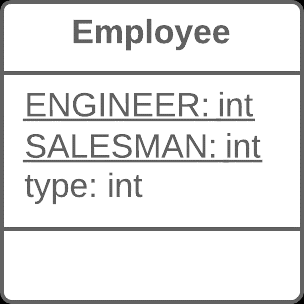 Employee
ENGINEER: int
SALESMAN: int
type: int